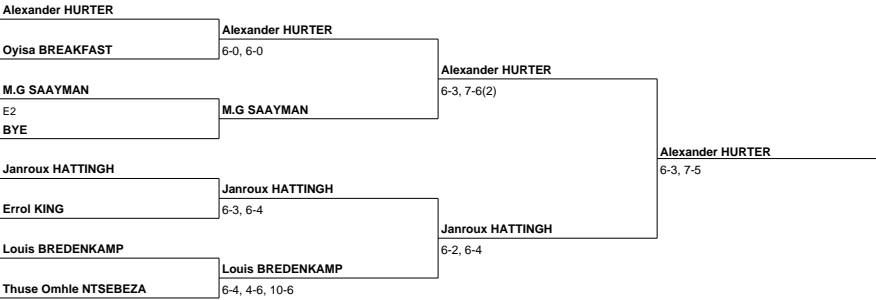 Alexander HURTER
Oyisa BREAKFAST
M.G SAAYMAN
E2
BYE
Janroux HATTINGH
Errol KING
Louis BREDENKAMP
Thuse Omhle NTSEBEZA
Alexander HURTER
6-0, 6-0
M.G SAAYMAN
Janroux HATTINGH
6-3, 6-4
Louis BREDENKAMP
6-4, 4-6, 10-6
Alexander HURTER
6-3, 7-6(2)
Janroux HATTINGH
6-2, 6-4
Alexander HURTER
6-3, 7-5